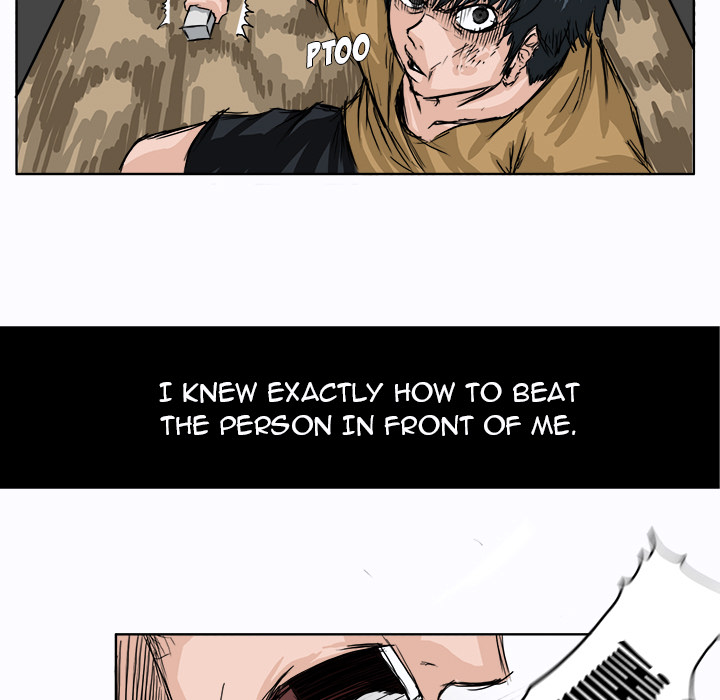 PTOO
I KNEW EXACTLY HOW TO BEAT
THE PERSON IN FRONT OF ME.